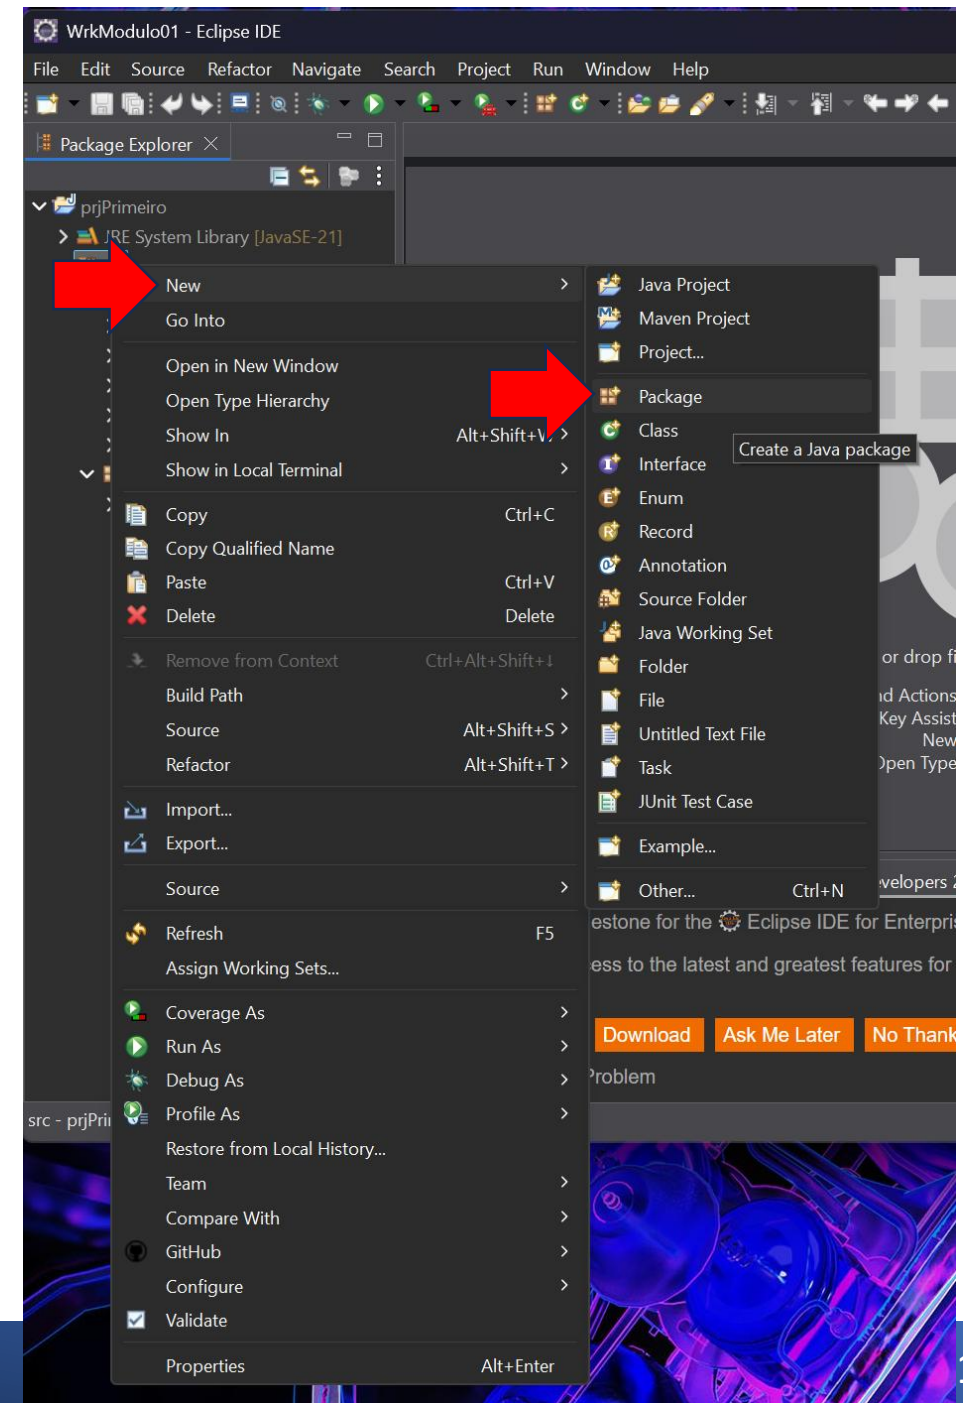 WrkModulo01 - Eclipse IDE
File Edit Source Refactor Navigate Search Project Run Window Help
Package Explorer
prjPrimeiro
JRE System Library [JavaSE-21]
New
Go Into
Open in New Window
Open Type Hierarchy
Show In Alt+Shift+W
Show in Local Terminal
Copy Ctrl+C
Copy Qualified Name
Paste Ctrl+V
Delete Delete
Remove from Context Ctrl+Alt+Shift+↓
Build Path
Source Alt+Shift+S
Refactor Alt+Shift+T
Import...
Export...
Source
Refresh F5
Assign Working Sets...
Coverage As
Run As
Debug As
Profile As
Restore from Local History...
Team
Compare With
GitHub
Configure
Validate
Properties Alt+Enter
Java Project
Maven Project
Project...
Package
Class
Create a Java package
Interface
Enum
Record
Annotation
Source Folder
Java Working Set
Folder
File
Untitled Text File
Task
JUnit Test Case
Example...
Other... Ctrl+N
or drop
Actions
Key Assist
New
Open Type
estone for the Eclipse IDE for
ess to the latest and greatest features for
Download Ask Me Later No Thank
Problem
src - prjPri